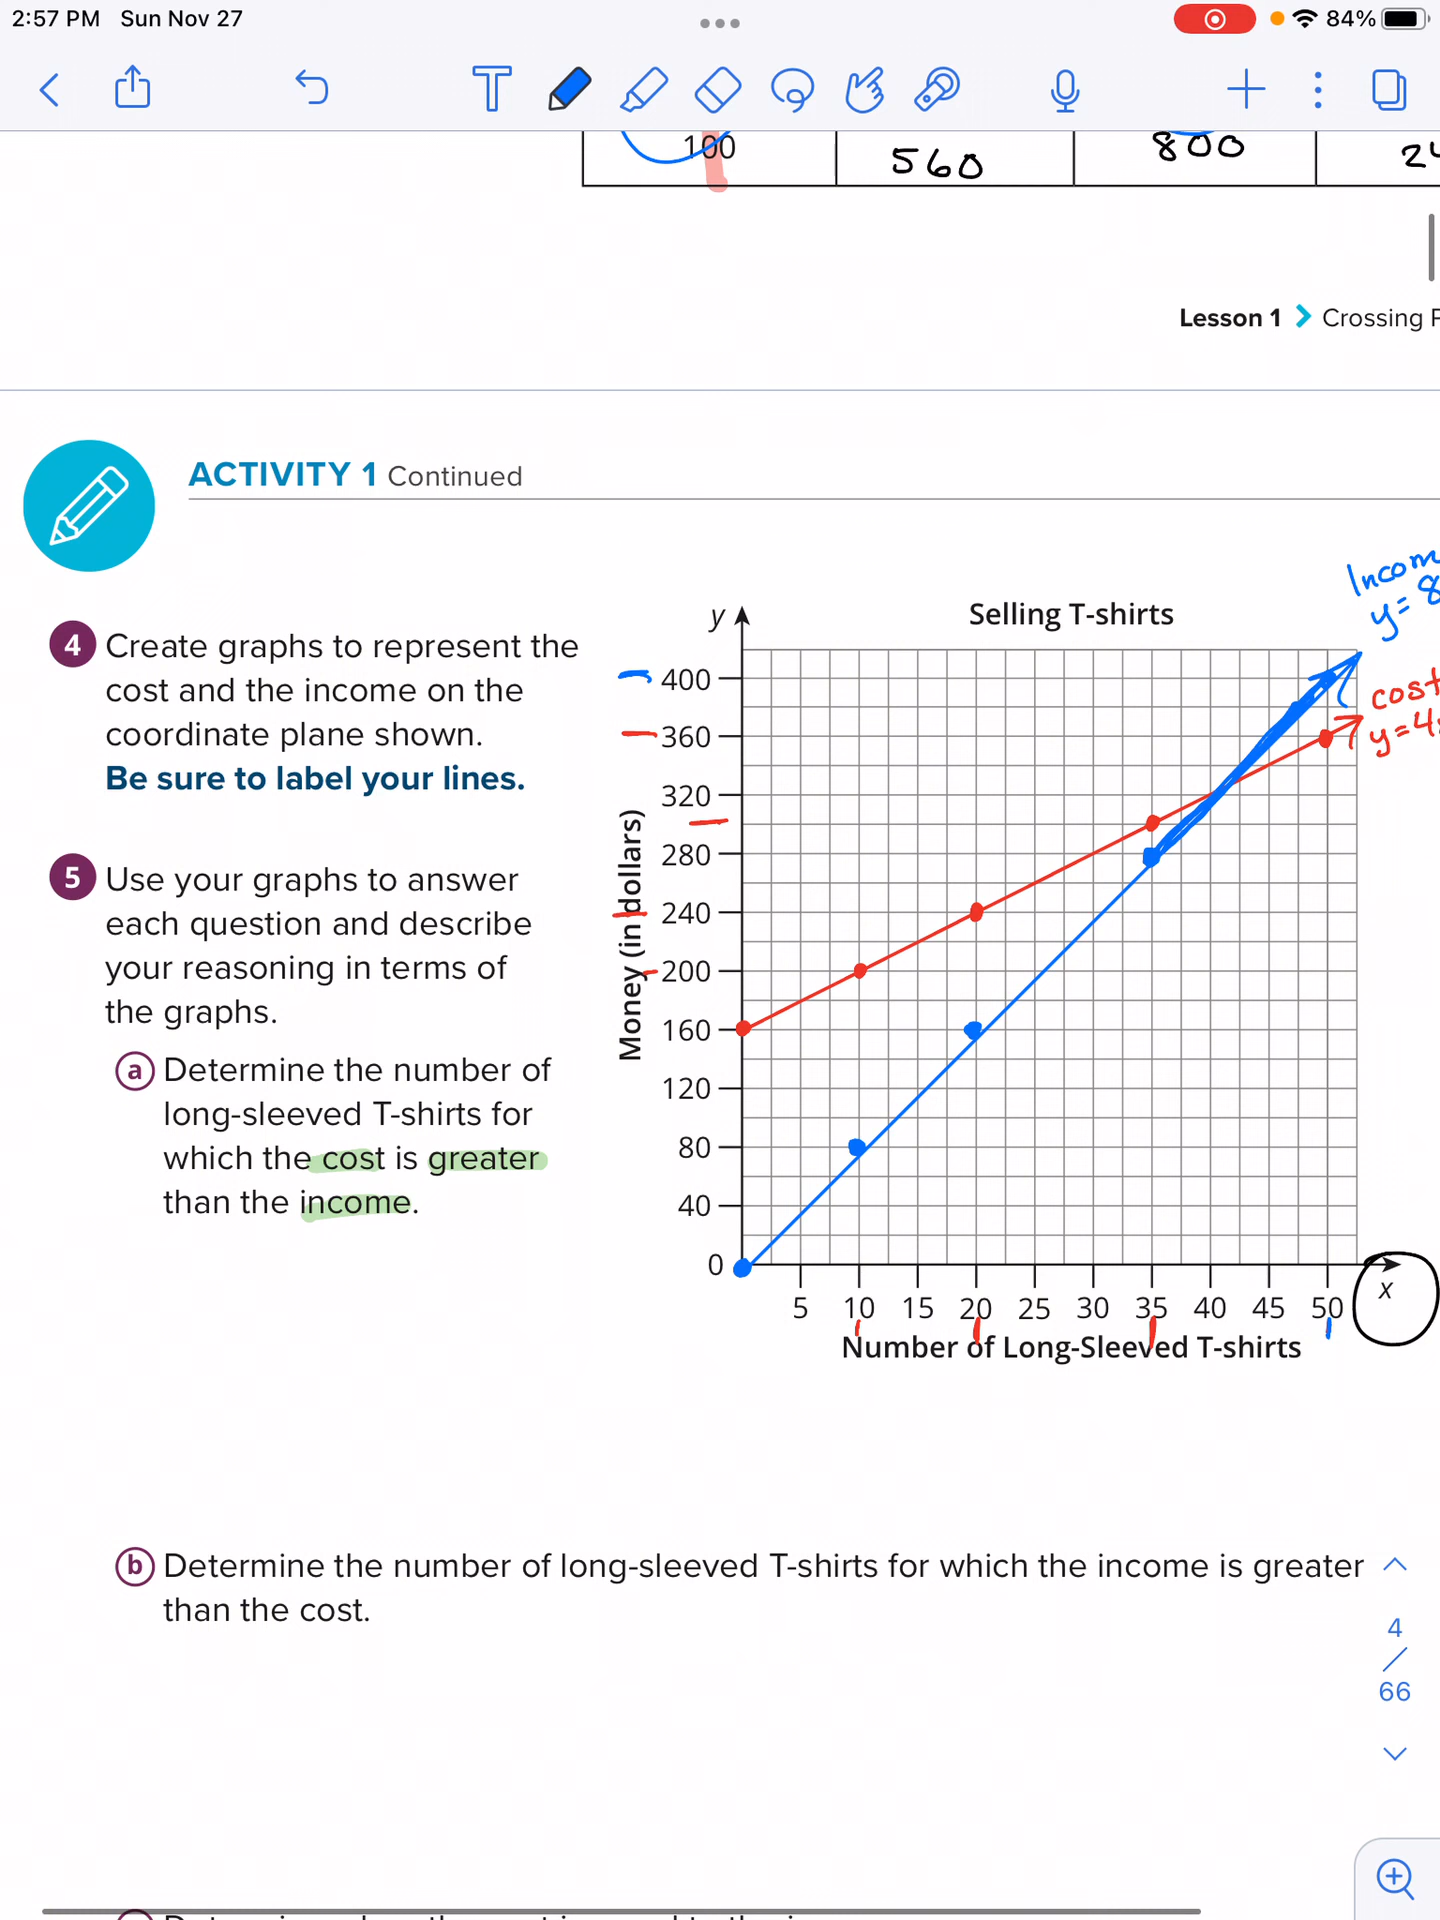 2:57 PM Sun Nov 27
84%
100 560 800
Lesson 1 > Crossing
ACTIVITY 1 Continued
4 Create graphs to represent the
cost and the income on the
coordinate plane shown.
Be sure to label your lines.
5 Use your graphs to answer
each question and describe
your reasoning in terms of
the graphs.
a Determine the number of
long-sleeved T-shirts for
which the cost is greater
than the income.
Selling T-shirts
y
400
360
320
280
240
200
160
120
80
40
0
Money (in dollars)
5 10 15 20 25 30 35 40 45 50
x
Number of Long-Sleeved T-shirts
Incom
y = 8
cost
y = 4
b Determine the number of long-sleeved T-shirts for which the income is greater
than the cost.
4
/
66